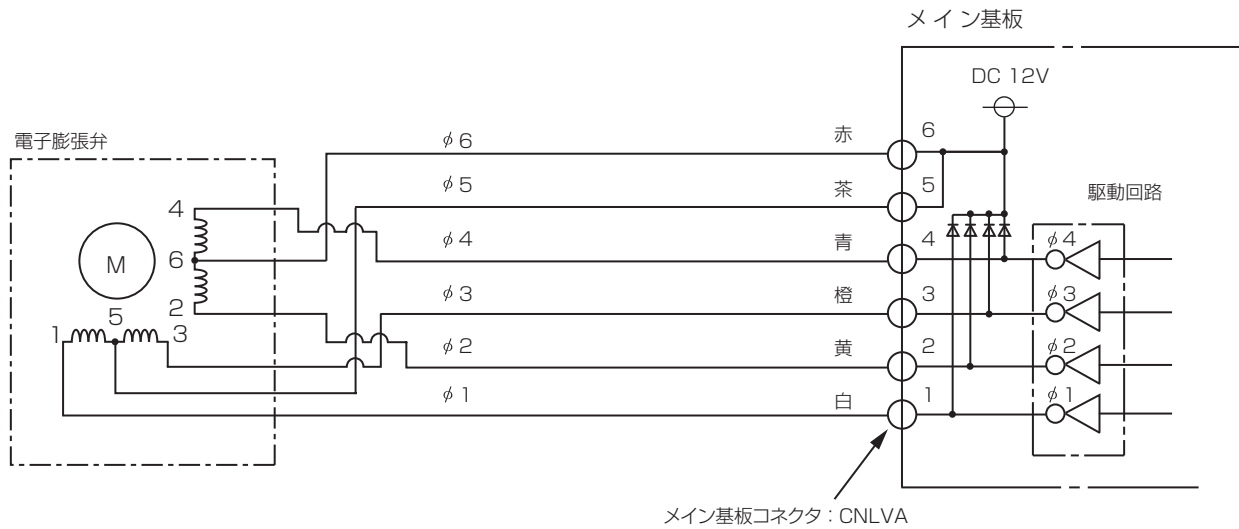 メイン基板
DC 12V
電子膨張弁
φ6
赤
6
φ5
茶
5
駆動回路
4
φ4
青
4
φ4
6
M
φ3
橙
3
φ3
2
5
1
3
φ2
黄
2
φ2
φ1
白
1
φ1
メイン基板コネクタ：CNLVA